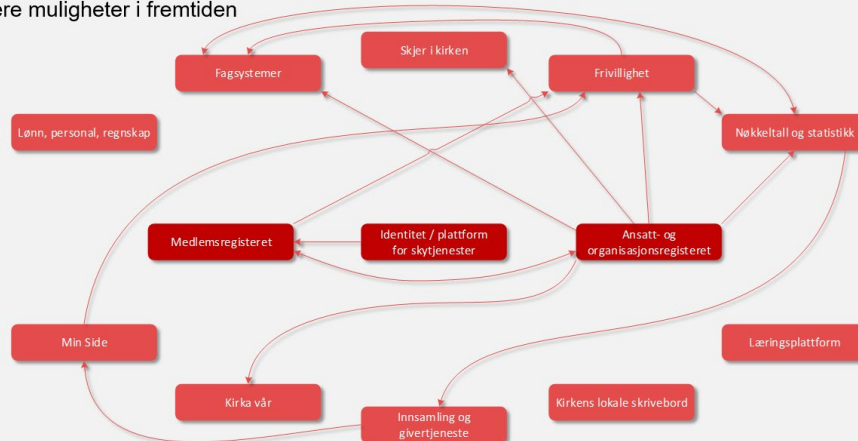 ere muligheter i fremtiden
Skjer i kirken
Fagsystemer
Frivillighet
Lønn, personal, regnskap
Nøkkeltall og statistikk
Medlemsregisteret
Identitet / plattform
for skytjenester
Ansatt- og
organisasjonsregisteret
Min Side
Læringsplattform
Kirka vår
Kirkens lokale skrivebord
Innsamling og
givertjeneste